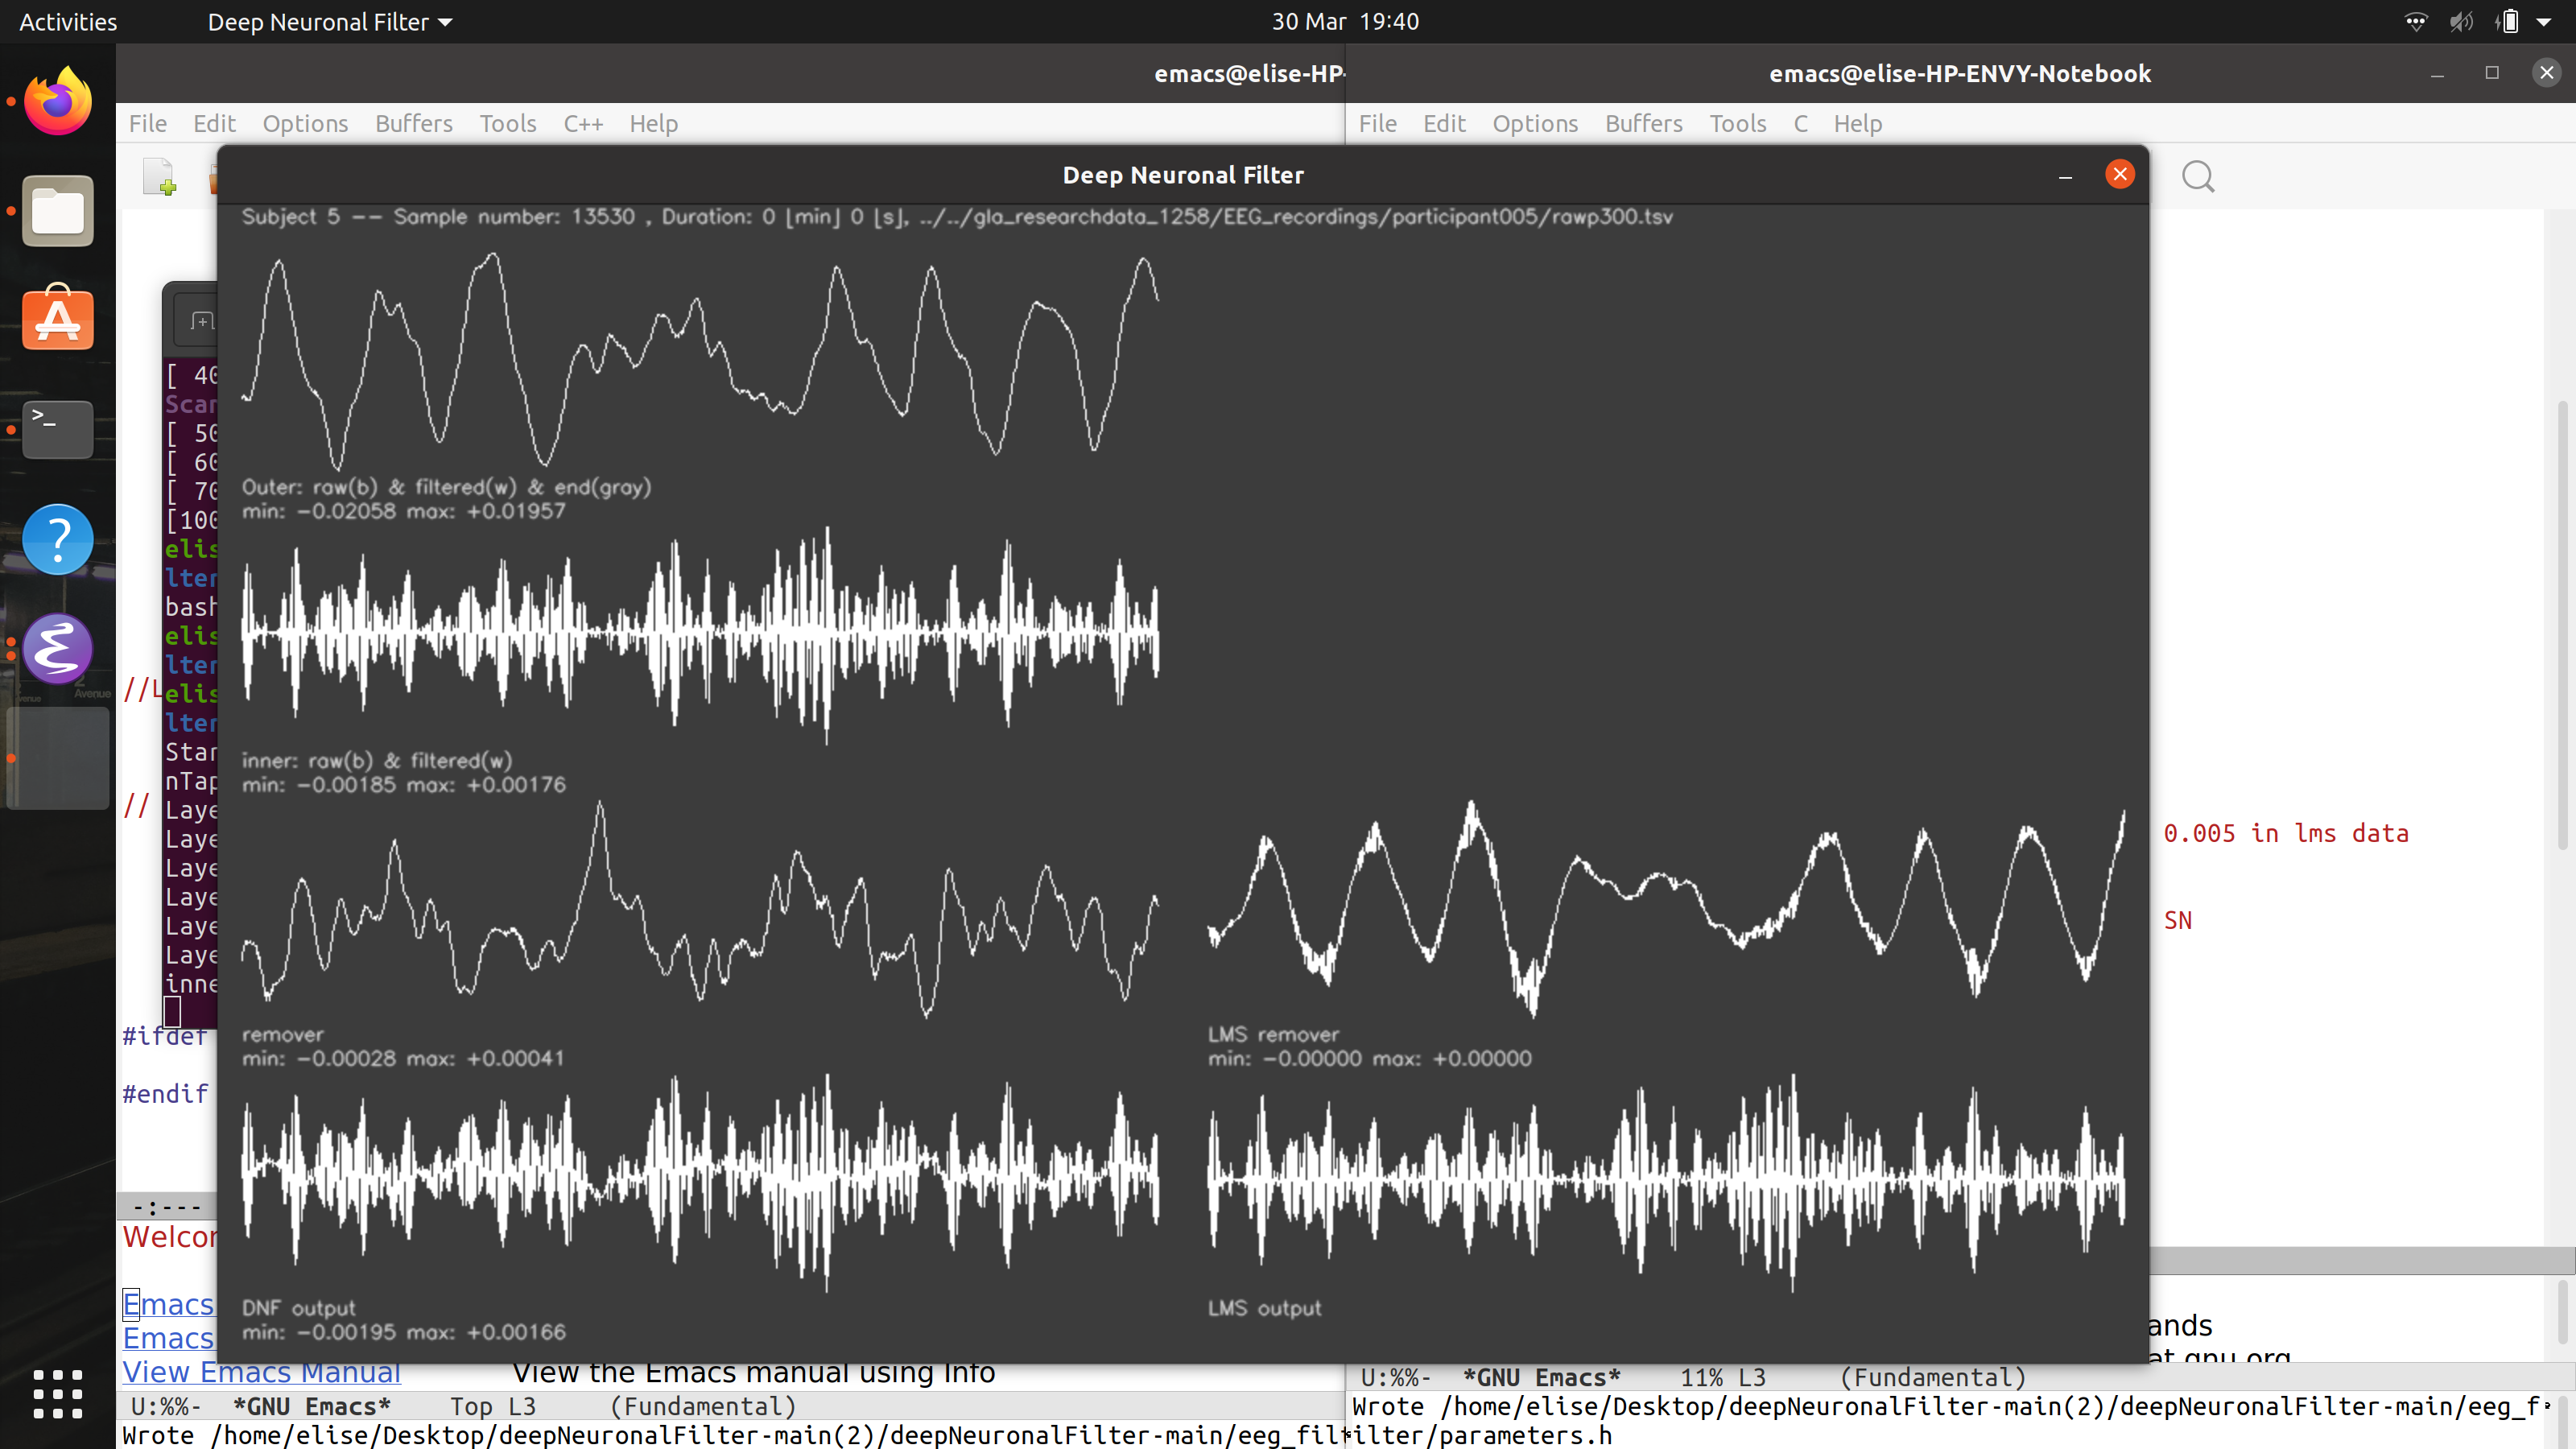 Activities
Deep Neuronal Filter
30 Mar 19:40
emacs@elise-HP-
emacs@elise-HP-ENVY-Notebook
File Edit Options Buffers Tools C++ Help
File Edit Options Buffers Tools C Help
Deep Neuronal Filter
Subject 5 -- Sample number: 13530 , Duration: 0 [min] 0 [s], ../../gla_researchdata_1258/EEG_recordings/participant005/rawp300.tsv
Outer: raw(b) & filtered(w) & end(gray)
min: -0.02058 max: +0.01957
inner: raw(b) & filtered(w)
min: -0.00185 max: +0.00176
remover
min: -0.00028 max: +0.00041
LMS remover
min: -0.00000 max: +0.00000
DNF output
min: -0.00195 max: +0.00166
LMS output
[ 40
Scan
[ 50
[ 60
[ 70
[100
elis
lter
bash
elis
lter
elis
lter
Star
nTap
Laye
Laye
Laye
Laye
Laye
Laye
inne
//L
//
#ifdef
#endif
0.005 in lms data
SN
-:---
Welcom
Emacs
Emacs
View Emacs Manual View the Emacs manual using Info
U:%%- *GNU Emacs* Top L3 (Fundamental)
Wrote /home/elise/Desktop/deepNeuronalFilter-main(2)/deepNeuronalFilter-main/eeg_filt
ands
at gnu.org
U:%%- *GNU Emacs* 11% L3 (Fundamental)
Wrote /home/elise/Desktop/deepNeuronalFilter-main(2)/deepNeuronalFilter-main/eeg_f
ilter/parameters.h
Avenue